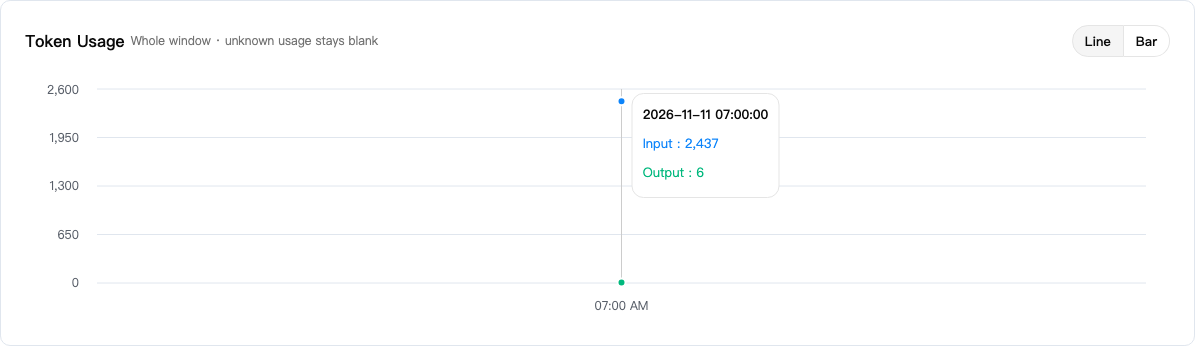 Token Usage Whole window · unknown usage stays blank
Line Bar
2,600
1,950
1,300
650
0
2026-11-11 07:00:00
Input : 2,437
Output : 6
07:00 AM